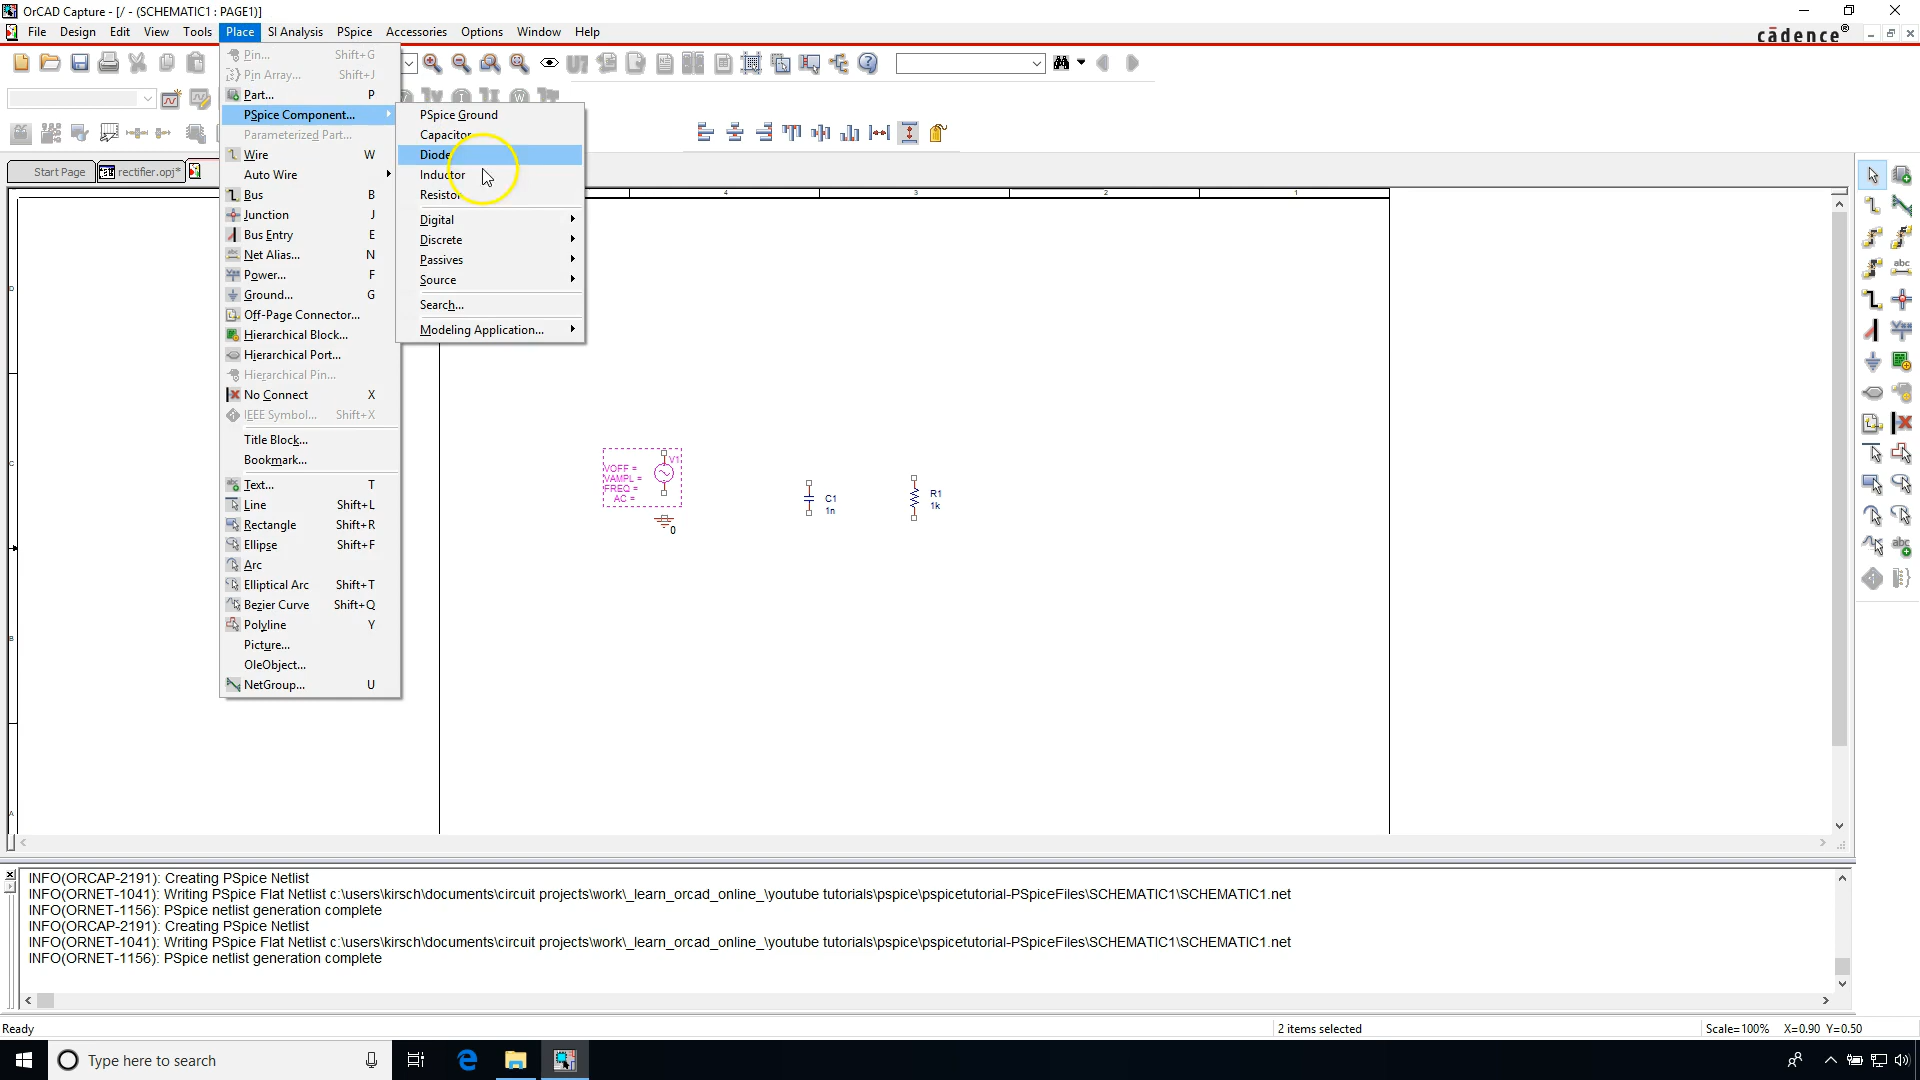 OrCAD Capture - [/ - (SCHEMATIC1 : PAGE1)]
File Design Edit View Tools Place SI Analysis PSpice Accessories Options Window Help
cādence®
Pin... Shift+G
Pin Array... Shift+J
Part... P
PSpice Component...
Parameterized Part...
Wire W
Auto Wire
Bus B
Junction J
Bus Entry E
Net Alias... N
Power... F
Ground... G
Off-Page Connector...
Hierarchical Block...
Hierarchical Port...
Hierarchical Pin...
No Connect X
IEEE Symbol... Shift+X
Title Block...
Bookmark...
Text... T
Line Shift+L
Rectangle Shift+R
Ellipse Shift+F
Arc
Elliptical Arc Shift+T
Bezier Curve Shift+Q
Polyline Y
Picture...
OleObject...
NetGroup... U
PSpice Ground
Capacitor
Diode
Inductor
Resistor
Digital
Discrete
Passives
Source
Search...
Modeling Application...
Start Page
rectifier.opj*
4 3 2 1
D
C
B
A
V1
VOFF =
VAMPL =
FREQ =
AC =
0
C1
1n
R1
1k
INFO(ORCAP-2191): Creating PSpice Netlist
INFO(ORNET-1041): Writing PSpice Flat Netlist c:\users\kirsch\documents\circuit projects\work\_learn_orcad_online_\youtube tutorials\pspice\pspicetutorial-PSpiceFiles\SCHEMATIC1\SCHEMATIC1.net
INFO(ORNET-1156): PSpice netlist generation complete
INFO(ORCAP-2191): Creating PSpice Netlist
INFO(ORNET-1041): Writing PSpice Flat Netlist c:\users\kirsch\documents\circuit projects\work\_learn_orcad_online_\youtube tutorials\pspice\pspicetutorial-PSpiceFiles\SCHEMATIC1\SCHEMATIC1.net
INFO(ORNET-1156): PSpice netlist generation complete
Ready
2 items selected
Scale=100% X=0.90 Y=0.50
Type here to search